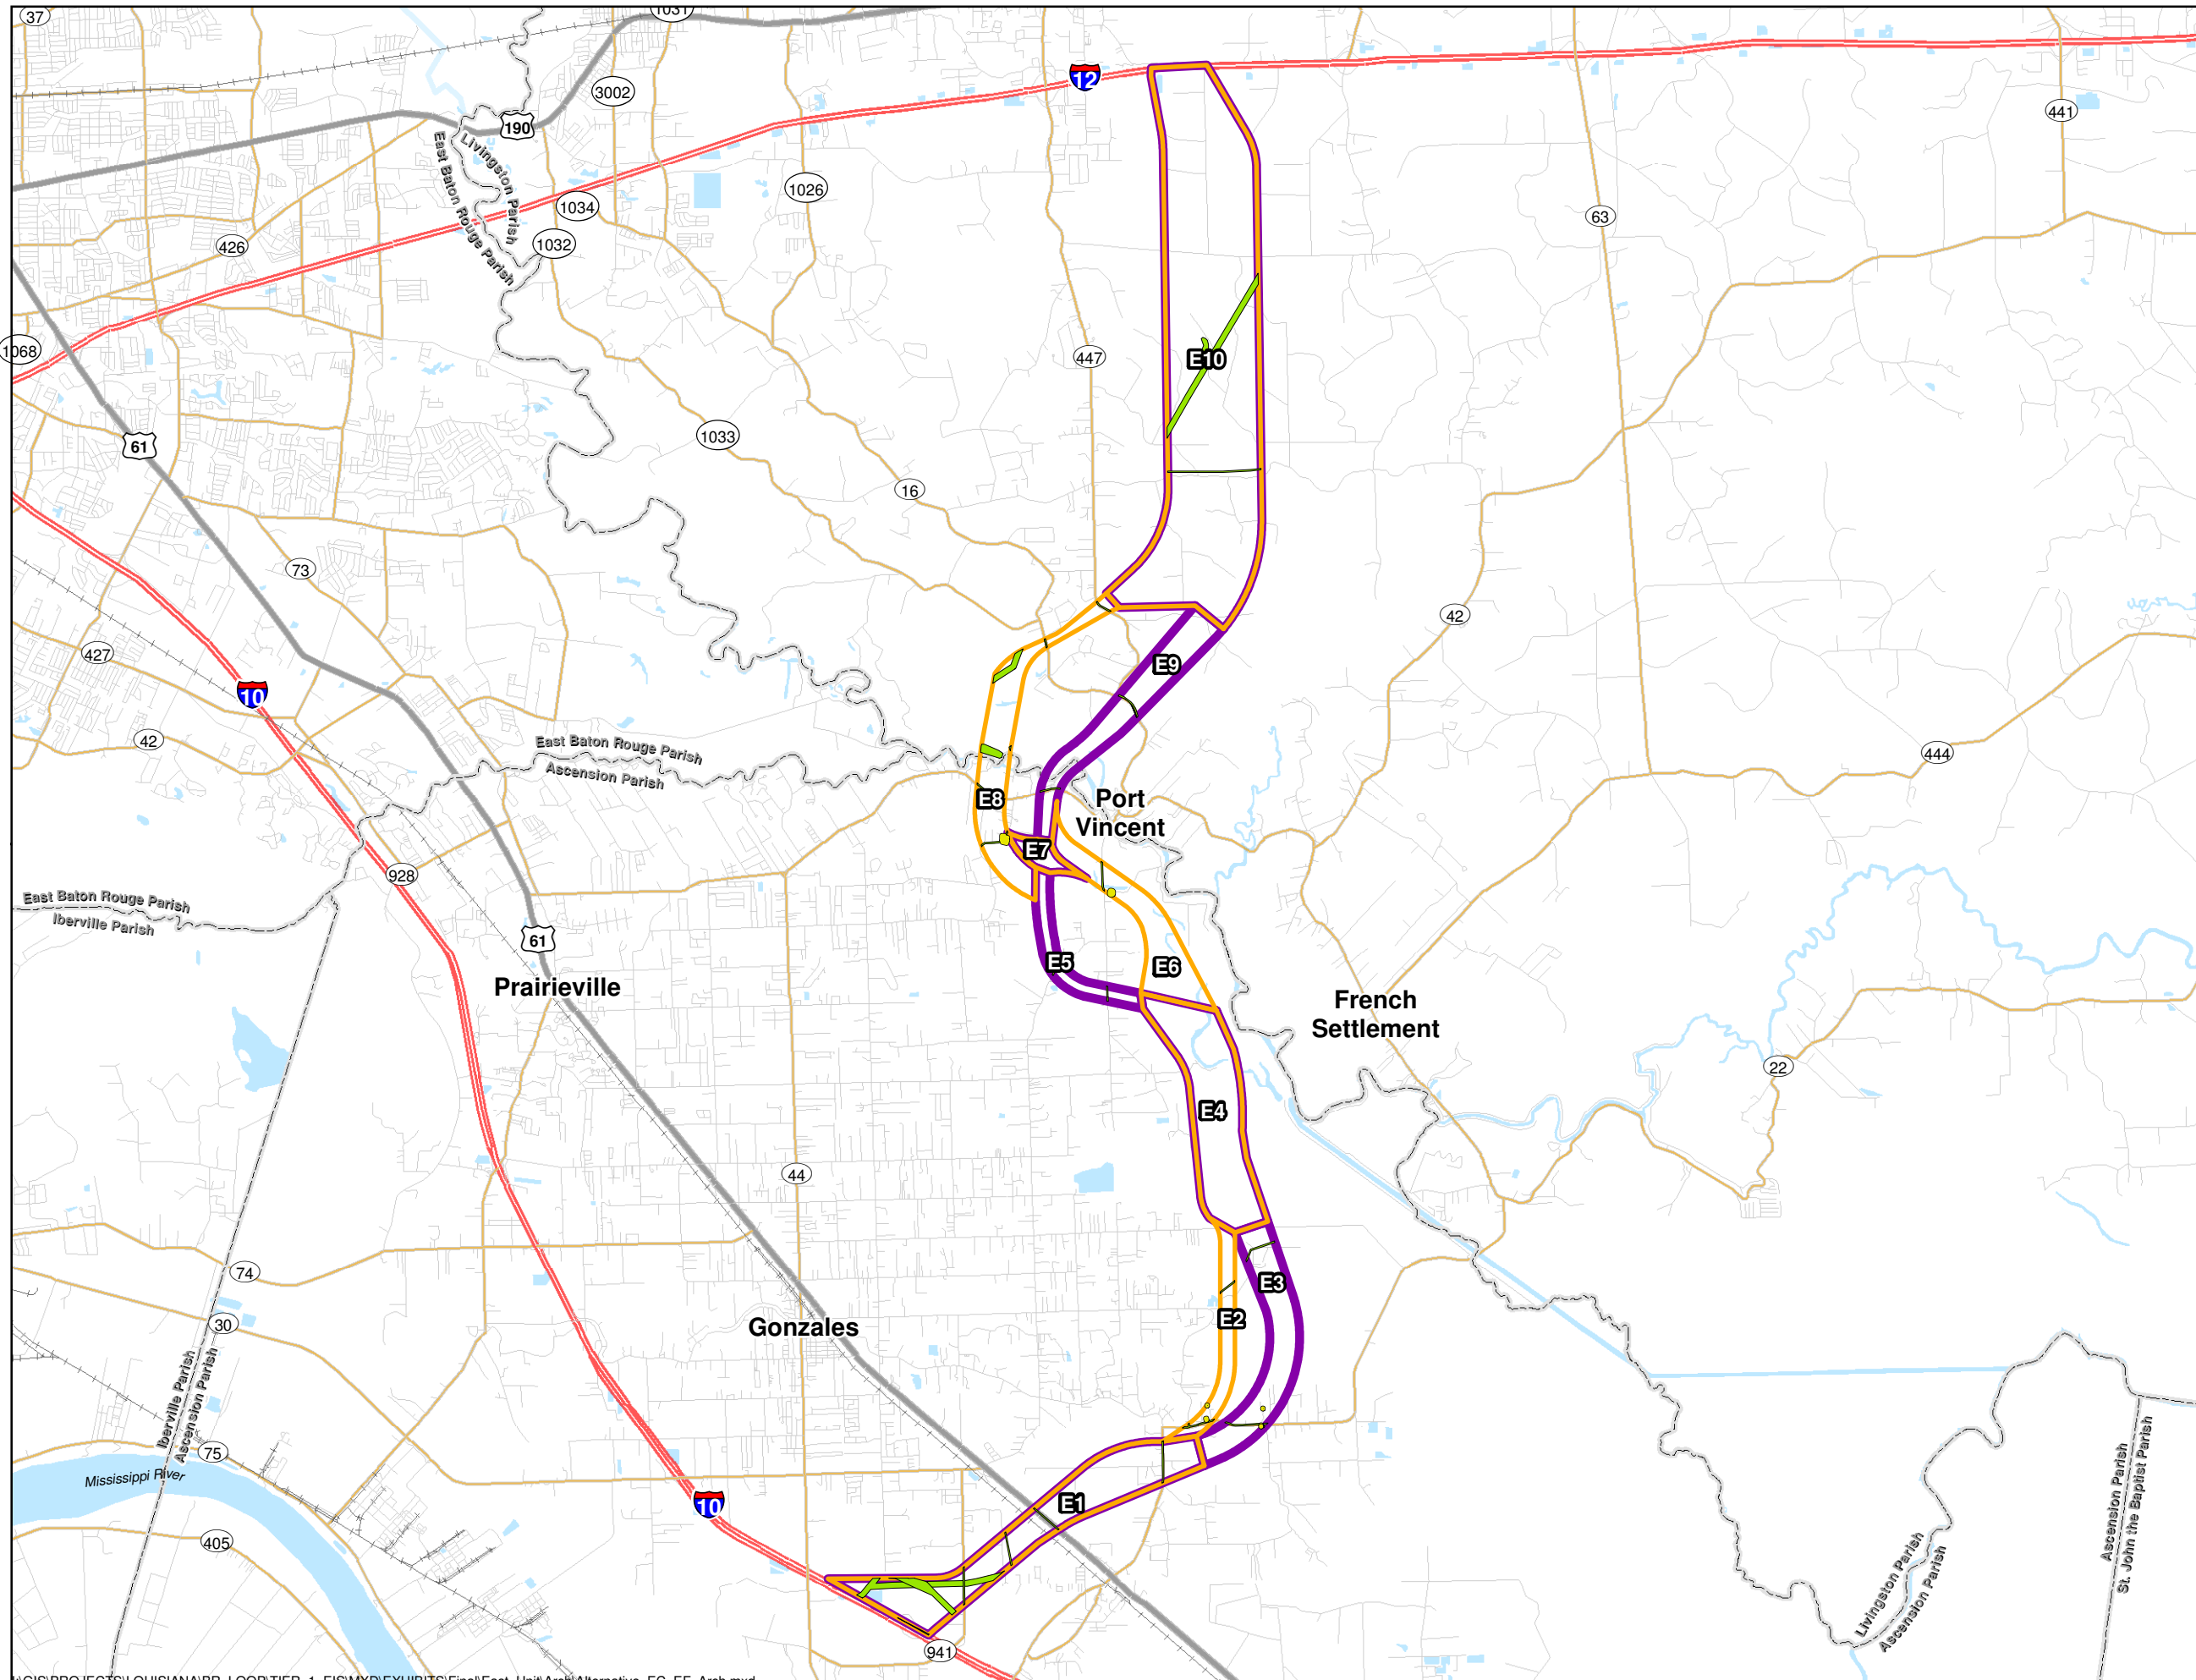 37
1031
12
441
3002
190
Livingston Parish
East Baton Rouge Parish
1026
1034
63
1032
426
1068
447
E10
61
1033
16
73
42
427
E9
10
42
East Baton Rouge Parish
Ascension Parish
444
E8
Port
Vincent
E7
928
East Baton Rouge Parish
Iberville Parish
61
E5
E6
Prairieville
French
Settlement
22
E4
44
74
E3
30
E2
Gonzales
Iberville Parish
Ascension Parish
75
Mississippi River
10
E1
405
941
Ascension Parish
St. John the Baptist Parish
Livingston Parish
Ascension Parish